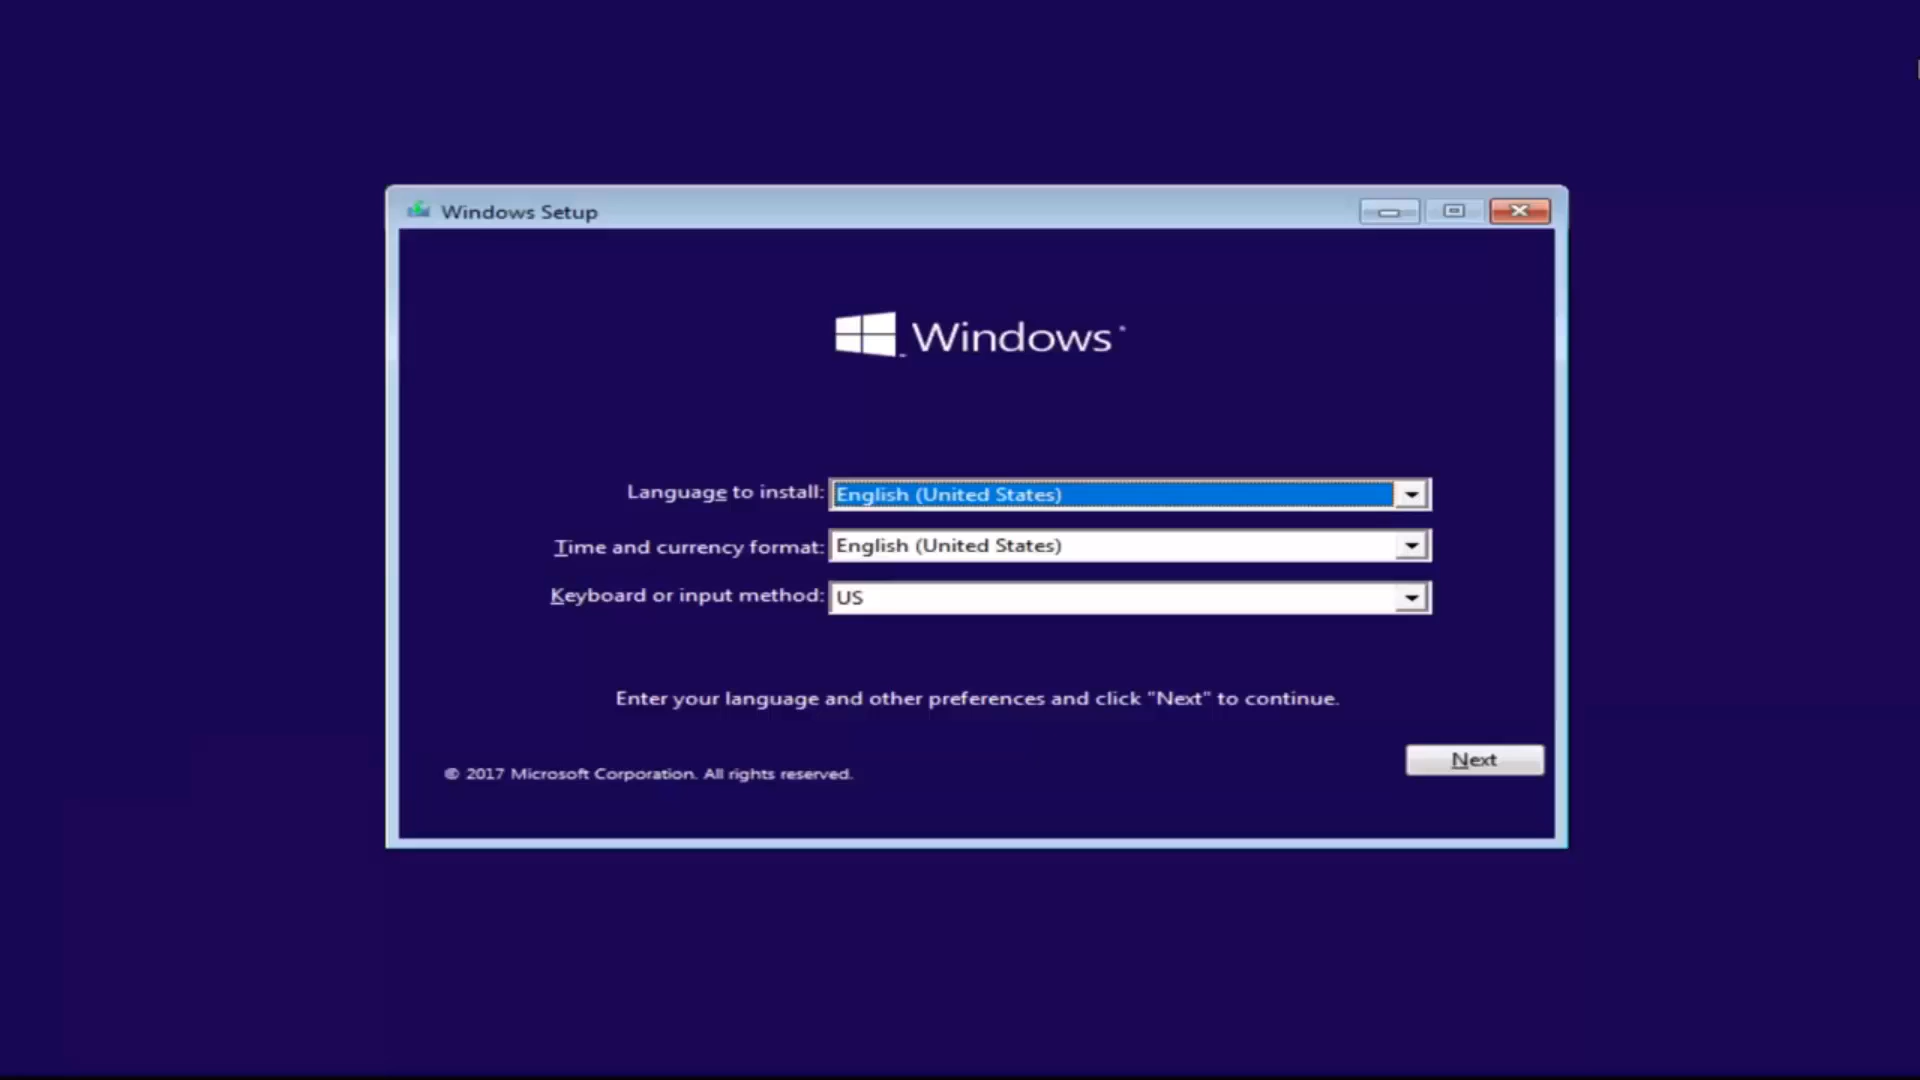 Windows Setup
Windows
Language to install: English (United States)
Time and currency format: English (United States)
Keyboard or input method: US
Enter your language and other preferences and click "Next" to continue.
Next
© 2017 Microsoft Corporation. All rights reserved.